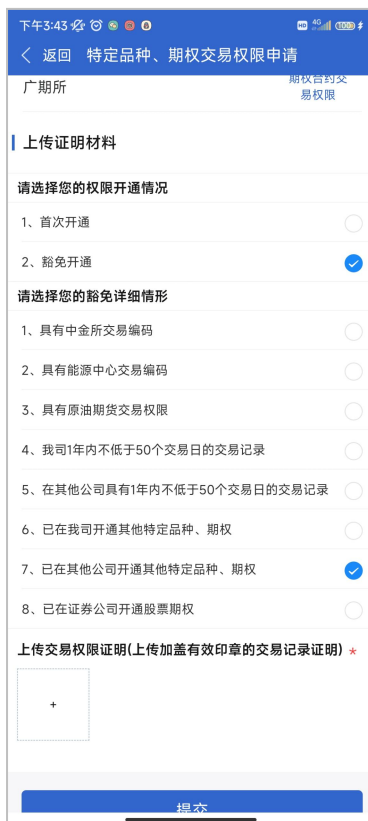 下午3:43
HD 4G 100
返回 特定品种、期权交易权限申请
广期所
期权合约交
易权限
上传证明材料
请选择您的权限开通情况
1、首次开通
2、豁免开通
请选择您的豁免详细情形
1、具有中金所交易编码
2、具有能源中心交易编码
3、具有原油期货交易权限
4、我司1年内不低于50个交易日的交易记录
5、在其他公司具有1年内不低于50个交易日的交易记录
6、已在我司开通其他特定品种、期权
7、已在其他公司开通其他特定品种、期权
8、已在证券公司开通股票期权
上传交易权限证明(上传加盖有效印章的交易记录证明) *
+
提交